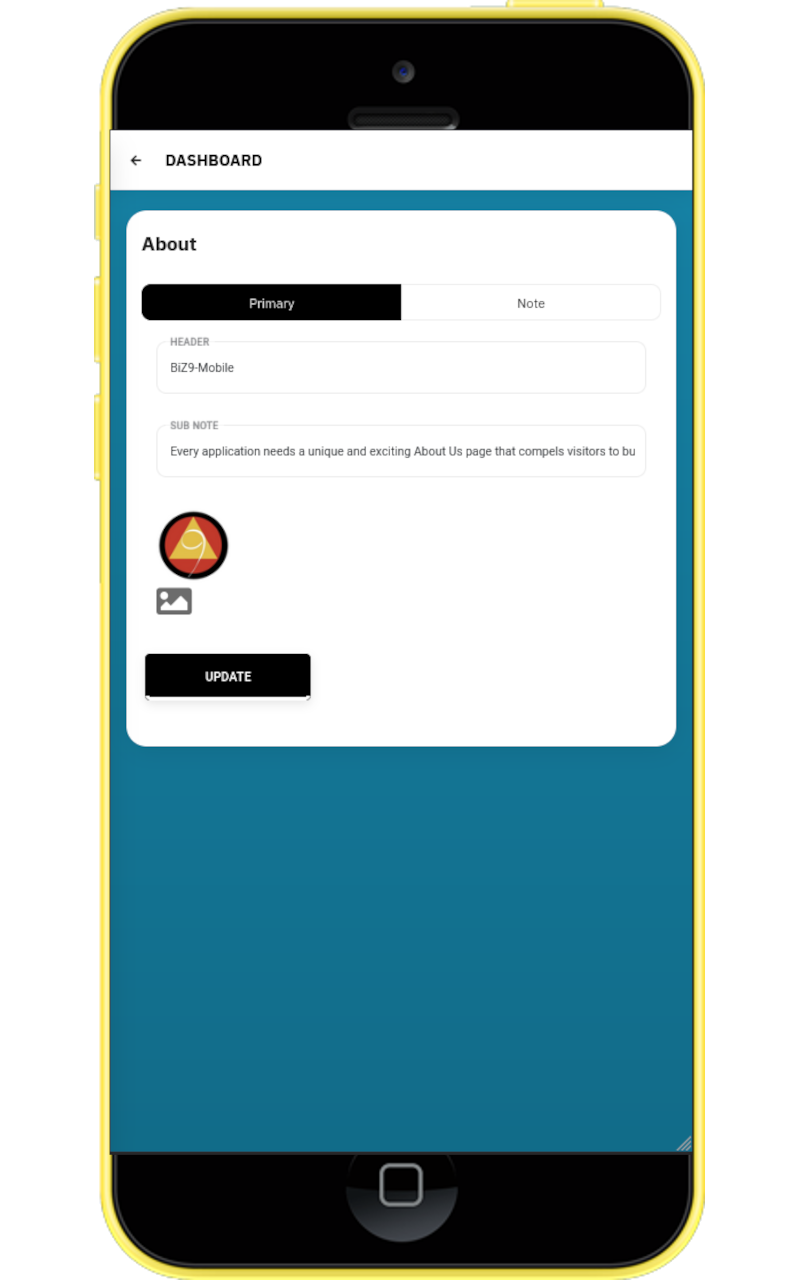 DASHBOARD
About
Primary
Note
HEADER
BiZ9-Mobile
SUB NOTE
Every application needs a unique and exciting About Us page that compels visitors to bu
9
UPDATE